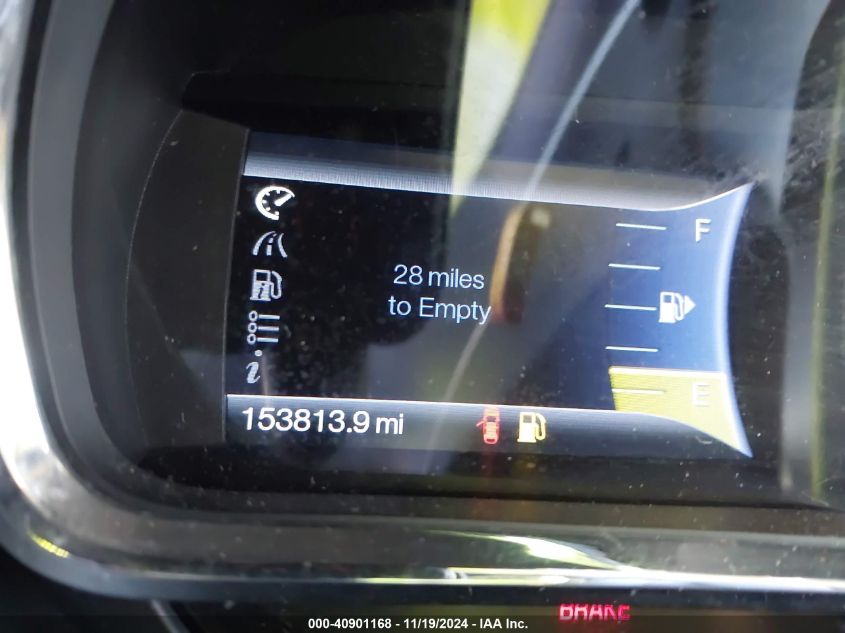 F
28 miles
to Empty
E
153813.9 mi
BRAKE
000-40901168 - 11/19/2024 - IAA Inc.